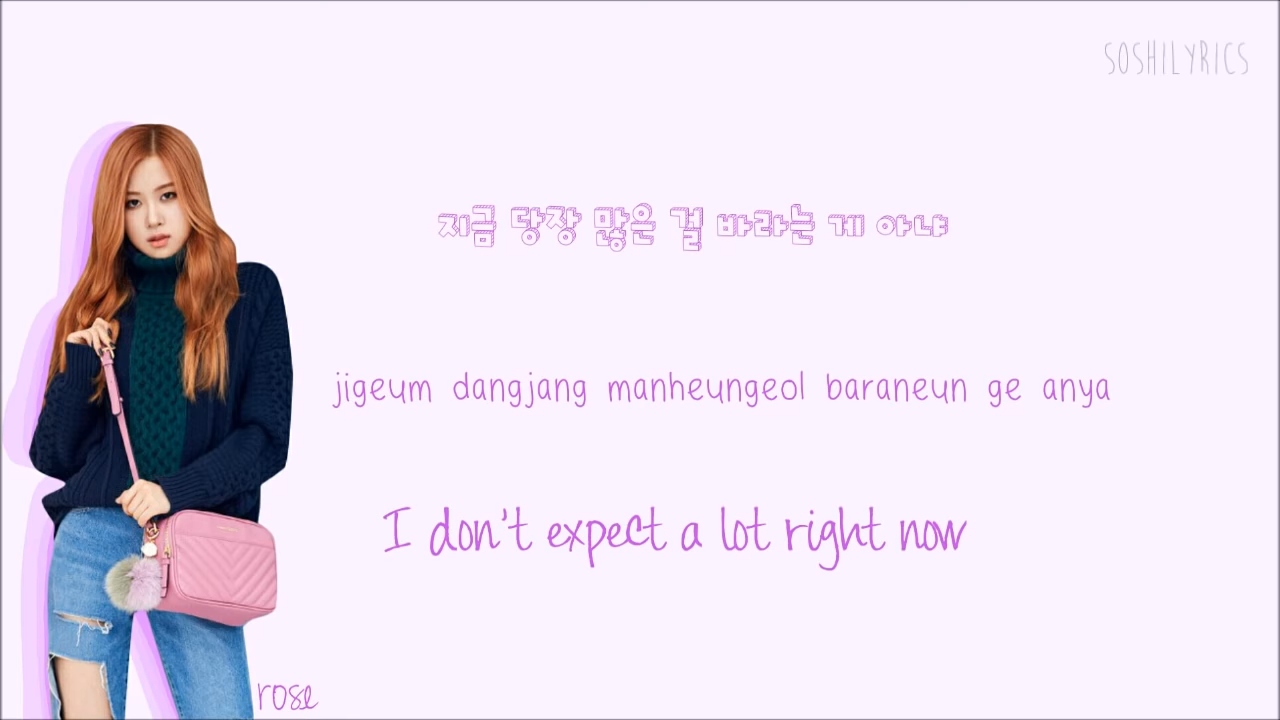 SOSHILYRICS
지금 당장 많은 걸 바라는 게 아냐
jigeum dangjang manheungeol baraneun ge anya
I don't expect a lot right now
rose